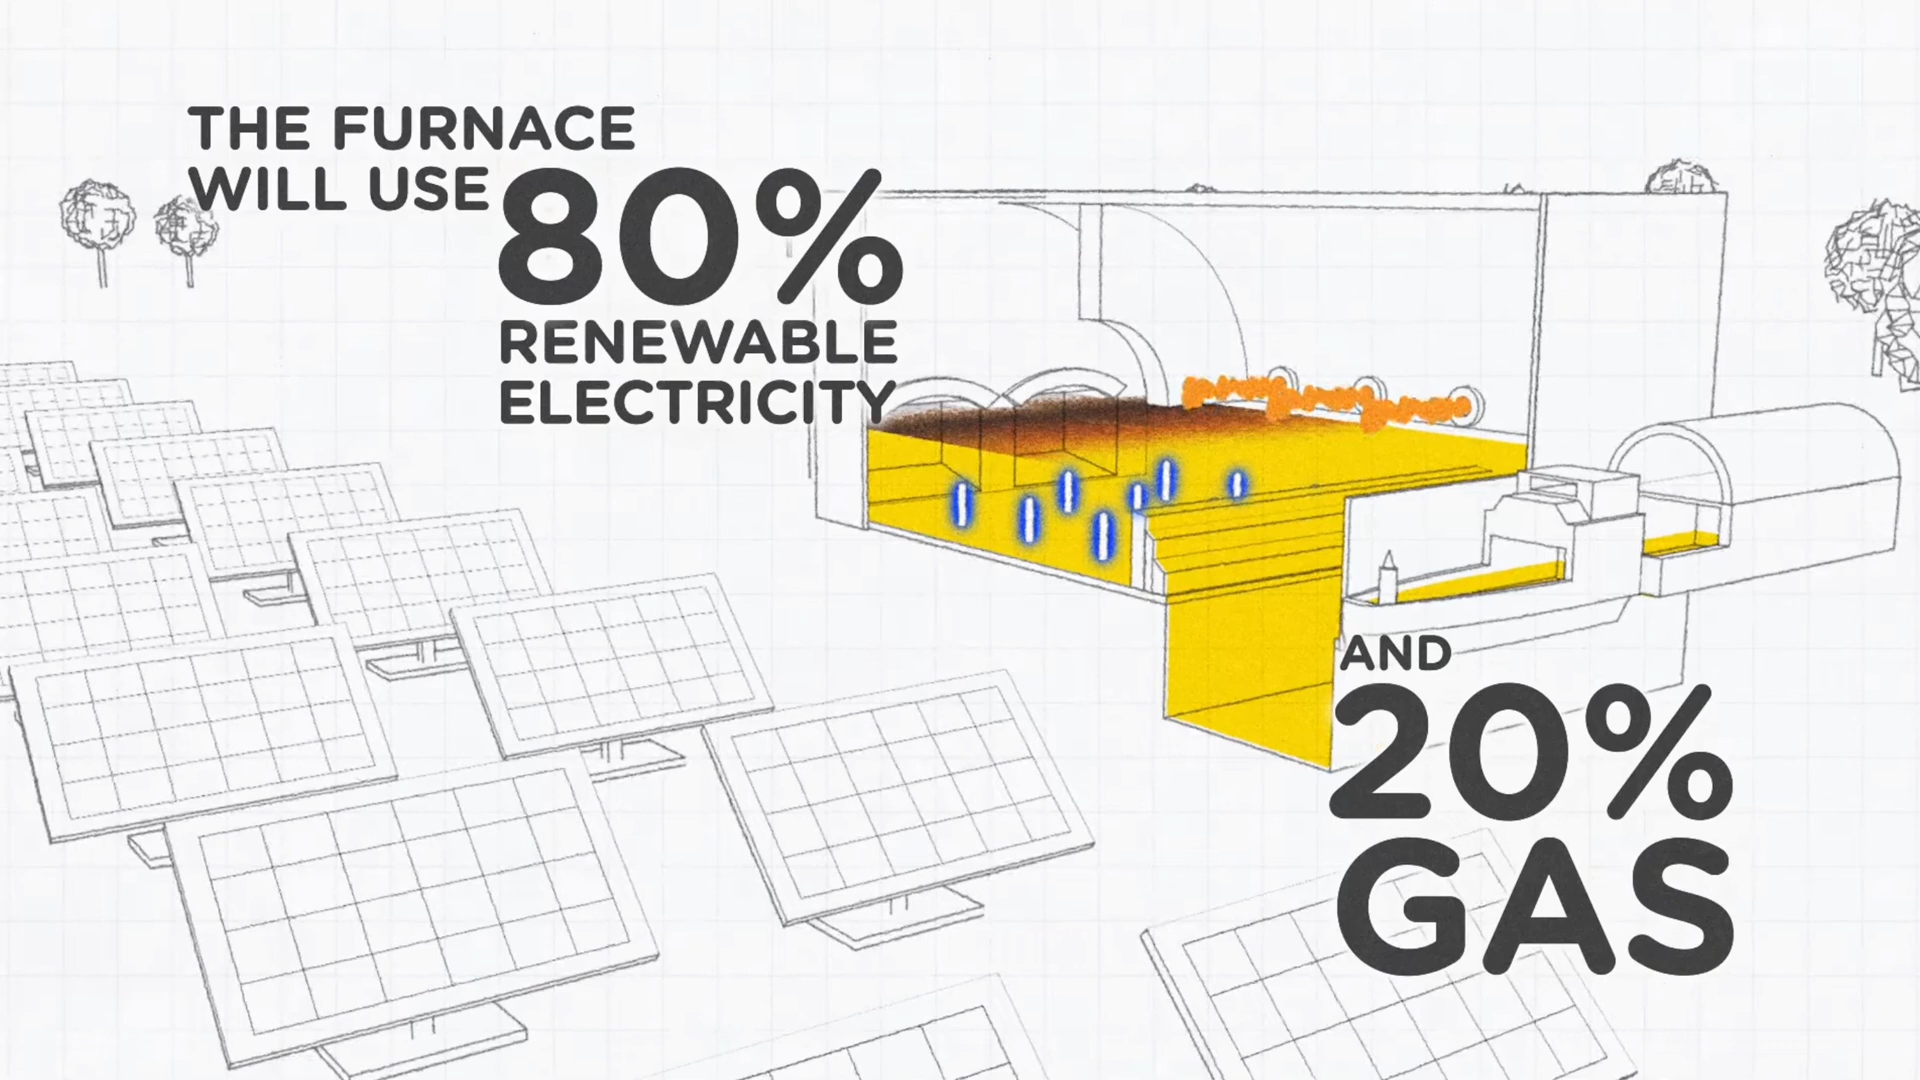 THE FURNACE
WILL USE 80%
RENEWABLE
ELECTRICITY
AND
20%
GAS